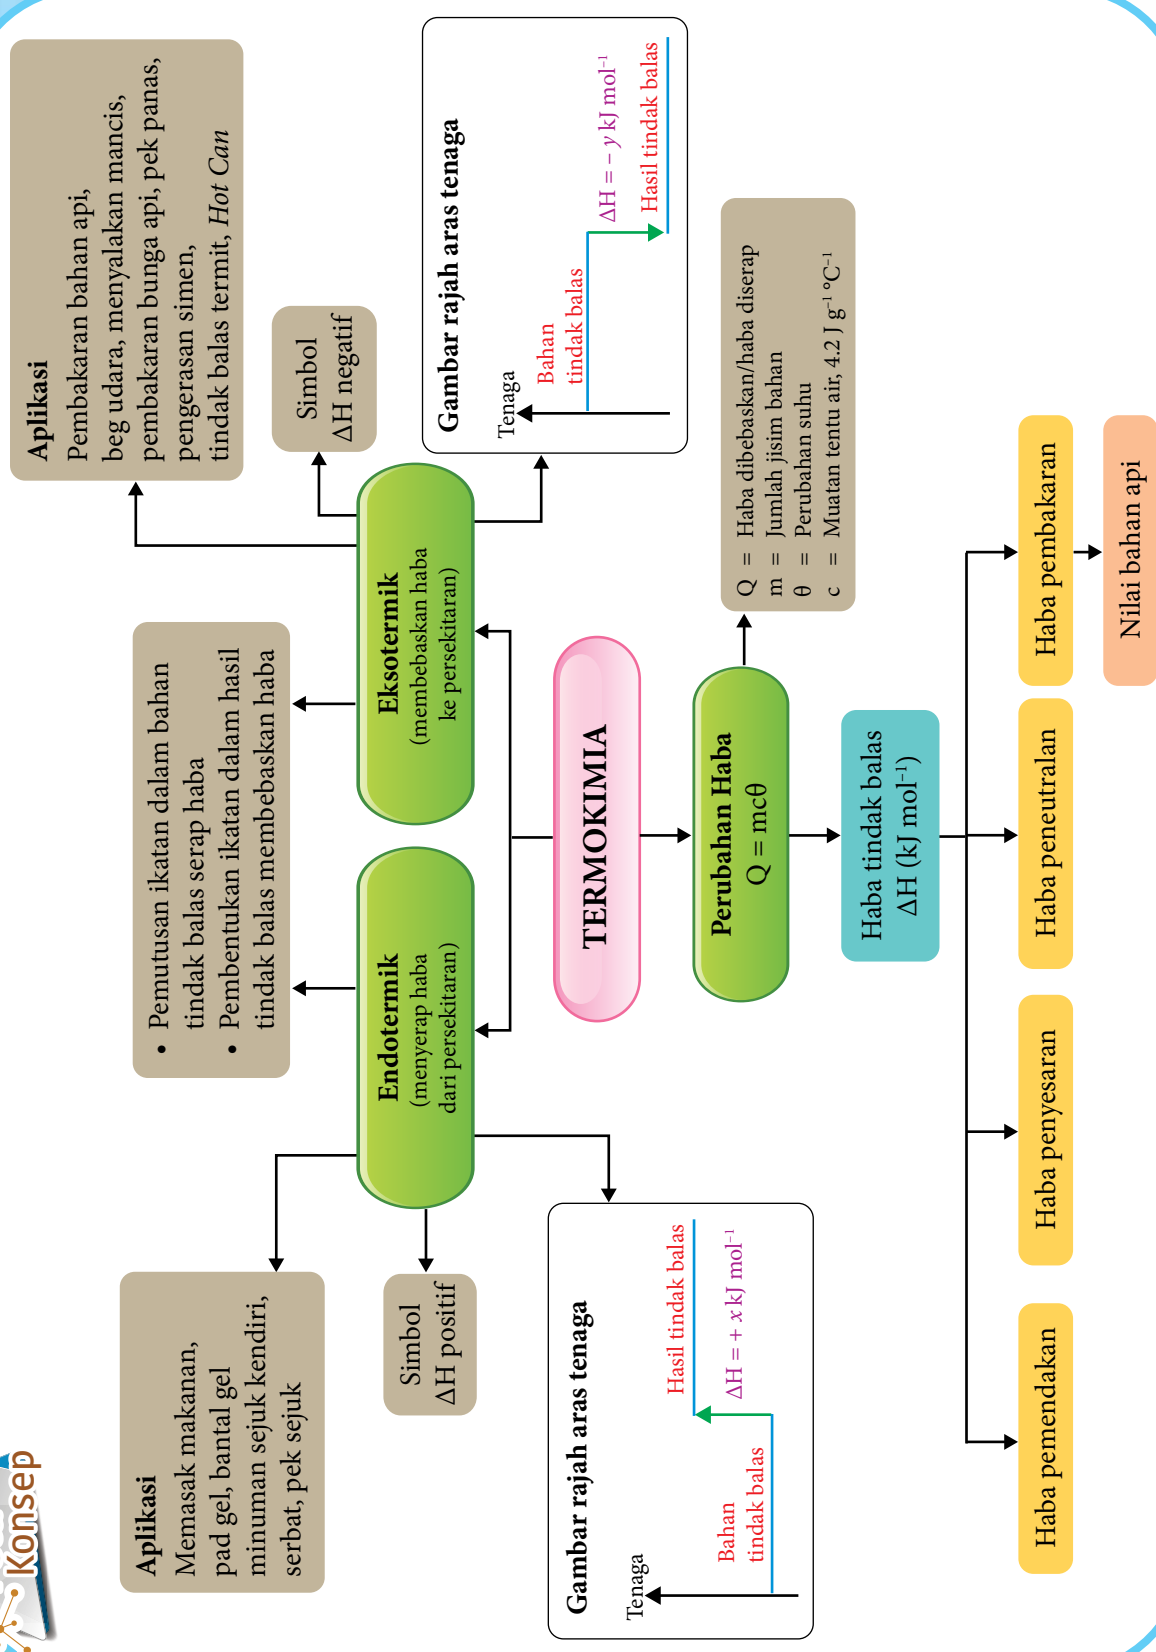 Konsep
Aplikasi
Memasak makanan,
pad gel, bantal gel
minuman sejuk kendiri,
serbat, pek sejuk
Simbol
ΔH positif
Gambar rajah aras tenaga
Tenaga
Bahan
tindak balas
Hasil tindak balas
ΔH = + x kJ mol⁻¹
• Pemutusan ikatan dalam bahan
tindak balas serap haba
• Pembentukan ikatan dalam hasil
tindak balas membebaskan haba
Endotermik
(menyerap haba
dari persekitaran)
Eksotermik
(membebaskan haba
ke persekitaran)
Aplikasi
Pembakaran bahan api,
beg udara, menyalakan mancis,
pembakaran bunga api, pek panas,
pengerasan simen,
tindak balas termit, Hot Can
Simbol
ΔH negatif
Gambar rajah aras tenaga
Tenaga
Bahan
tindak balas
ΔH = – y kJ mol⁻¹
Hasil tindak balas
TERMOKIMIA
Perubahan Haba
Q = mcθ
Q = Haba dibebaskan/haba diserap
m = Jumlah jisim bahan
θ = Perubahan suhu
c = Muatan tentu air, 4.2 J g⁻¹ °C⁻¹
Haba tindak balas
ΔH (kJ mol⁻¹)
Haba pemendakan
Haba penyesaran
Haba peneutralan
Haba pembakaran
Nilai bahan api